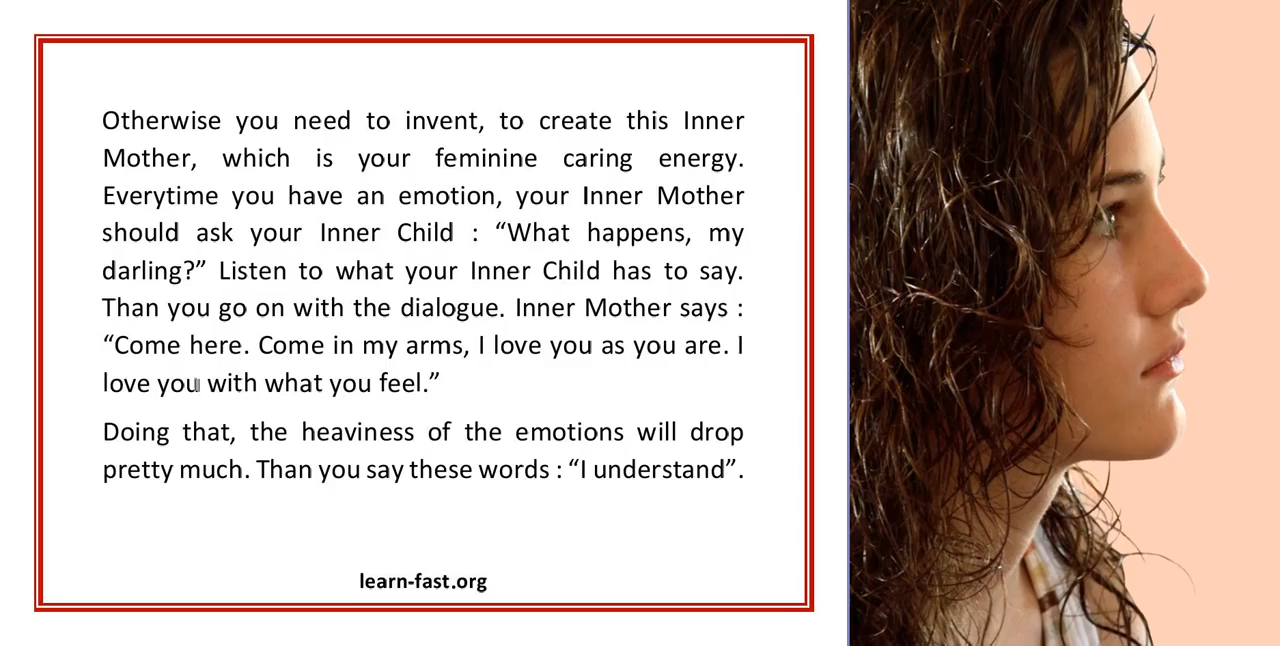 Otherwise you need to invent, to create this Inner
Mother, which is your feminine caring energy.
Everytime you have an emotion, your Inner Mother
should ask your Inner Child : “What happens, my
darling?” Listen to what your Inner Child has to say.
Than you go on with the dialogue. Inner Mother says :
“Come here. Come in my arms, I love you as you are. I
love you with what you feel.”
Doing that, the heaviness of the emotions will drop
pretty much. Than you say these words : “I understand”.
learn-fast.org